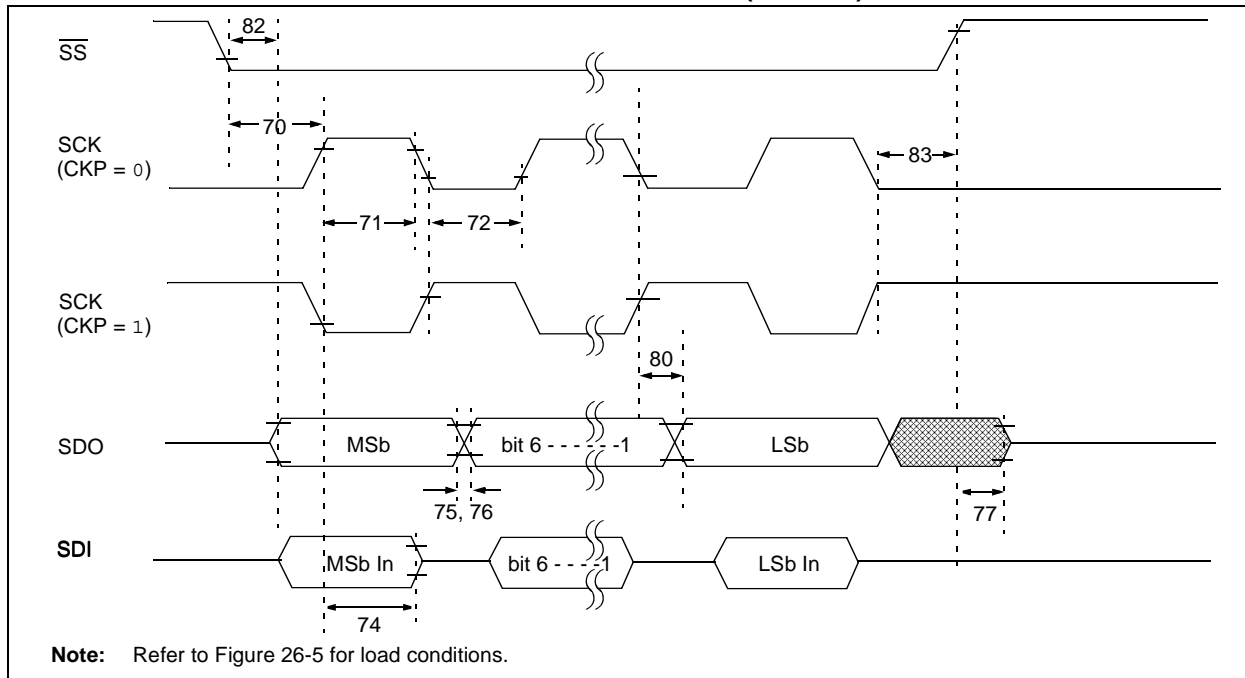 82
SS
70
SCK
(CKP = 0)
83
71
72
SCK
(CKP = 1)
80
SDO
MSb
bit 6 - - - - - -1
LSb
75, 76
77
SDI
MSb In
bit 6 - - - -1
LSb In
74
Note: Refer to Figure 26-5 for load conditions.